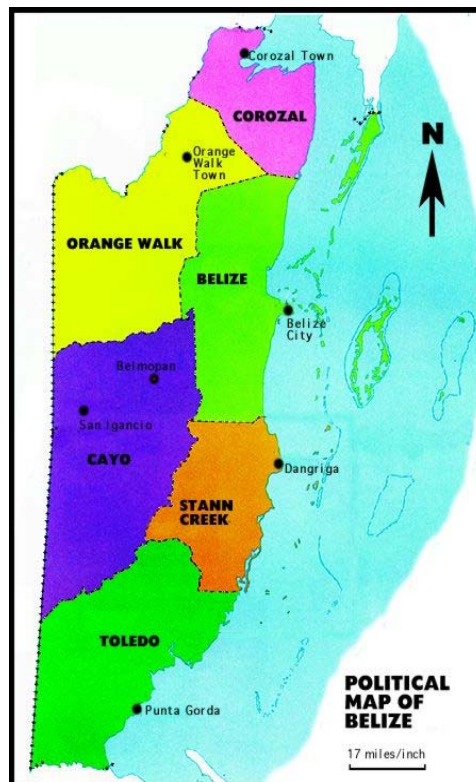 Corozal Town
COROZAL
N
Orange
Walk
Town
ORANGE WALK
BELIZE
Belize
City
Belmopan
San Igancio
CAYO
Dangriga
STANN
CREEK
TOLEDO
Punta Gorda
POLITICAL
MAP OF
BELIZE
17 miles/inch